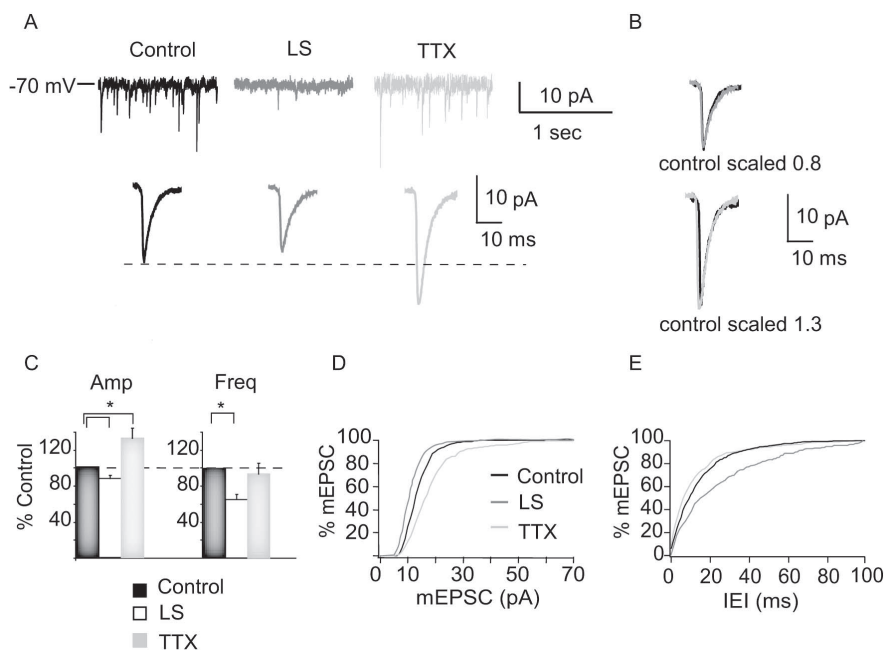 A
Control
LS
TTX
-70 mV
10 pA
1 sec
10 pA
10 ms
B
control scaled 0.8
10 pA
10 ms
control scaled 1.3
C
Amp
Freq
*
*
% Control
120
80
40
120
80
40
Control
LS
TTX
D
% mEPSC
100
80
60
40
20
0
10
30
50
70
mEPSC (pA)
Control
LS
TTX
E
% mEPSC
100
80
60
40
20
0
0
20
40
60
80
100
IEI (ms)